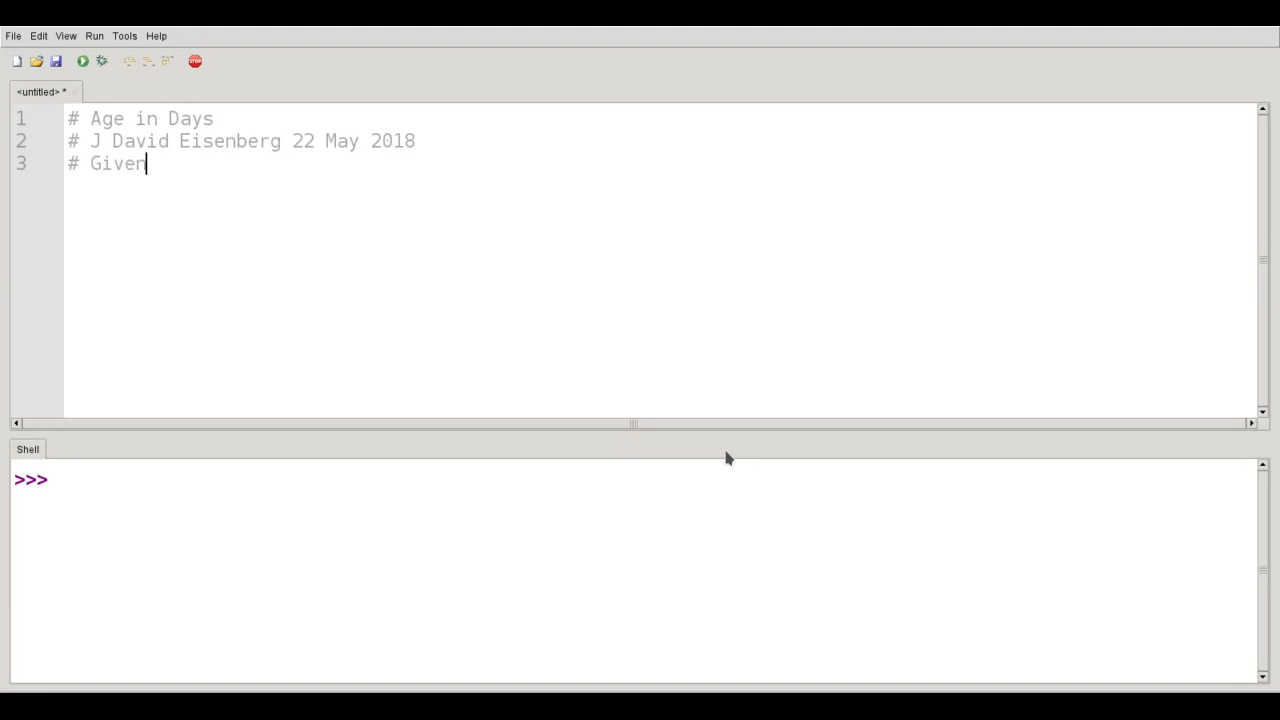 File Edit View Run Tools Help
STOP
<untitled> *
1 # Age in Days
2 # J David Eisenberg 22 May 2018
3 # Given
Shell
>>>